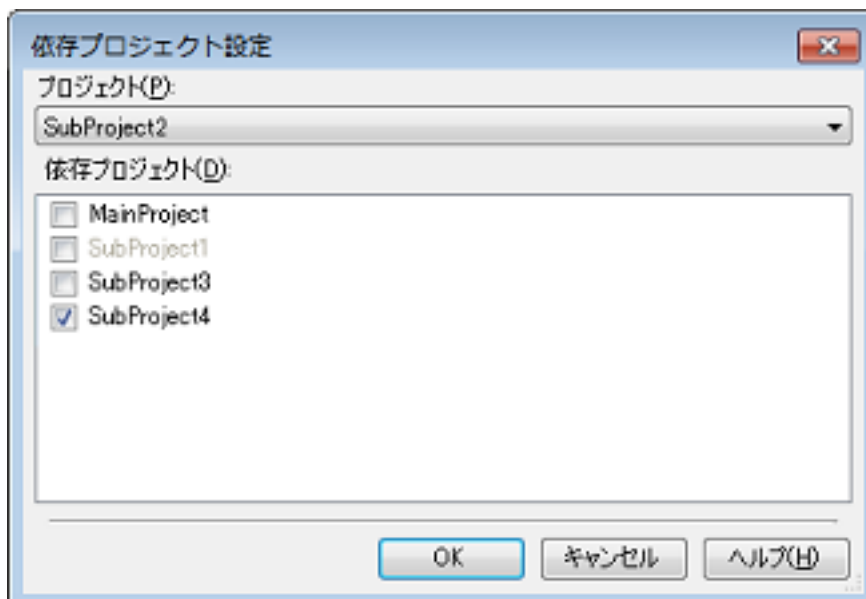 依存プロジェクト設定
プロジェクト(P):
SubProject2
依存プロジェクト(D):
MainProject
SubProject1
SubProject3
SubProject4
OK キャンセル ヘルプ(H)